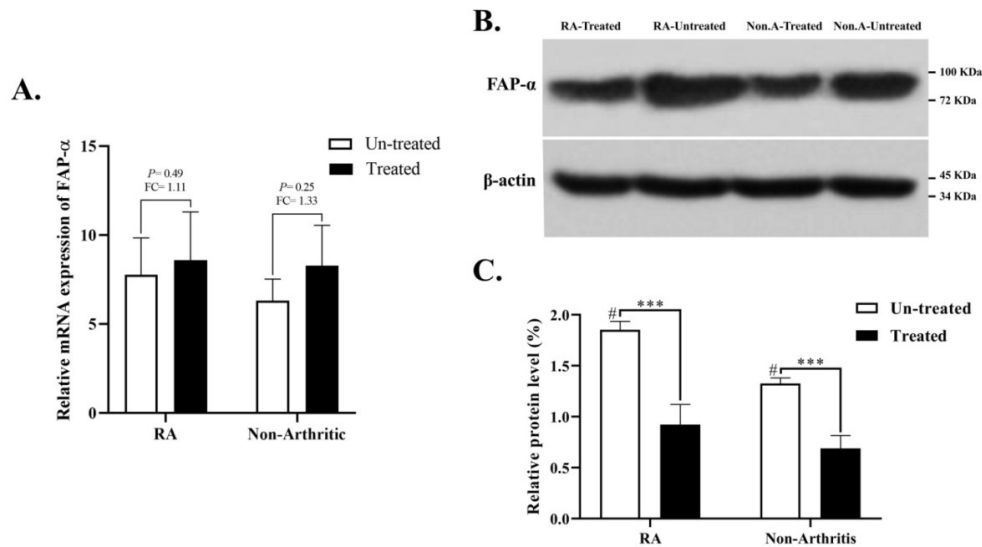 A.
Relative mRNA expression of FAP-α
15
10
5
0
Un-treated
Treated
P= 0.49
FC= 1.11
P= 0.25
FC= 1.33
RA
Non-Arthritic
B.
RA-Treated
RA-Untreated
Non.A-Treated
Non.A-Untreated
FAP-α
100 KDa
72 KDa
β-actin
45 KDa
34 KDa
C.
Relative protein level (%)
2.0
1.5
1.0
0.5
0.0
Un-treated
Treated
#
***
#
***
RA
Non-Arthritis